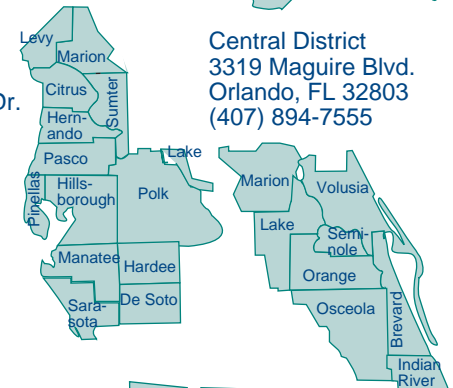 Levy
Marion
Citrus
Sumter
Hern-
ando
Pasco
Lake
Pinellas
Hills-
borough
Polk
Manatee
Hardee
Sara-
sota
De Soto
Dr.
Central District
3319 Maguire Blvd.
Orlando, FL 32803
(407) 894-7555
Marion
Volusia
Lake
Semi-
nole
Orange
Osceola
Brevard
Indian
River